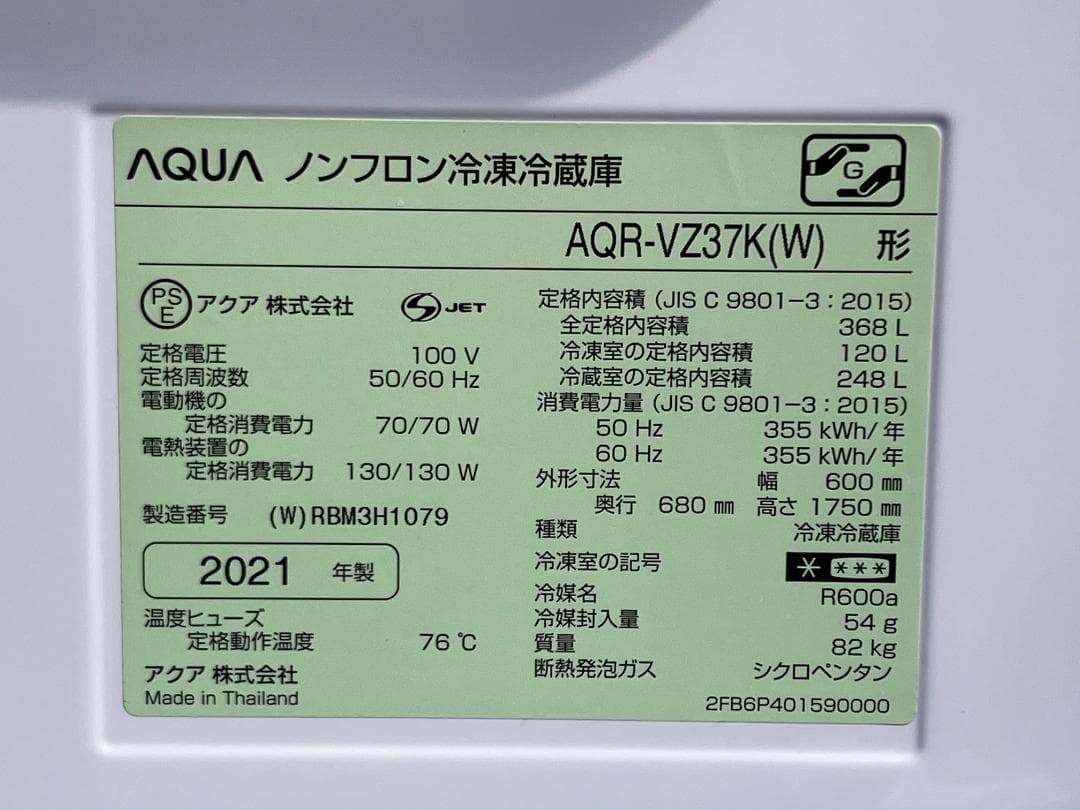 AQUA ノンフロン冷凍冷蔵庫
G
AQR-VZ37K(W) 形
PSE アクア 株式会社 S JET
定格電圧 100 V
定格周波数 50/60 Hz
電動機の
定格消費電力 70/70 W
電熱装置の
定格消費電力 130/130 W
製造番号 (W)RBM3H1079
2021 年製
温度ヒューズ
定格動作温度 76 ℃
アクア 株式会社
Made in Thailand
定格内容積 (JIS C 9801-3：2015)
全定格内容積 368 L
冷凍室の定格内容積 120 L
冷蔵室の定格内容積 248 L
消費電力量 (JIS C 9801-3：2015)
50 Hz 355 kWh/年
60 Hz 355 kWh/年
外形寸法 幅 600 ㎜
奥行 680 ㎜ 高さ 1750 ㎜
種類 冷凍冷蔵庫
冷凍室の記号 * ***
冷媒名 R600a
冷媒封入量 54 g
質量 82 kg
断熱発泡ガス シクロペンタン
2FB6P401590000